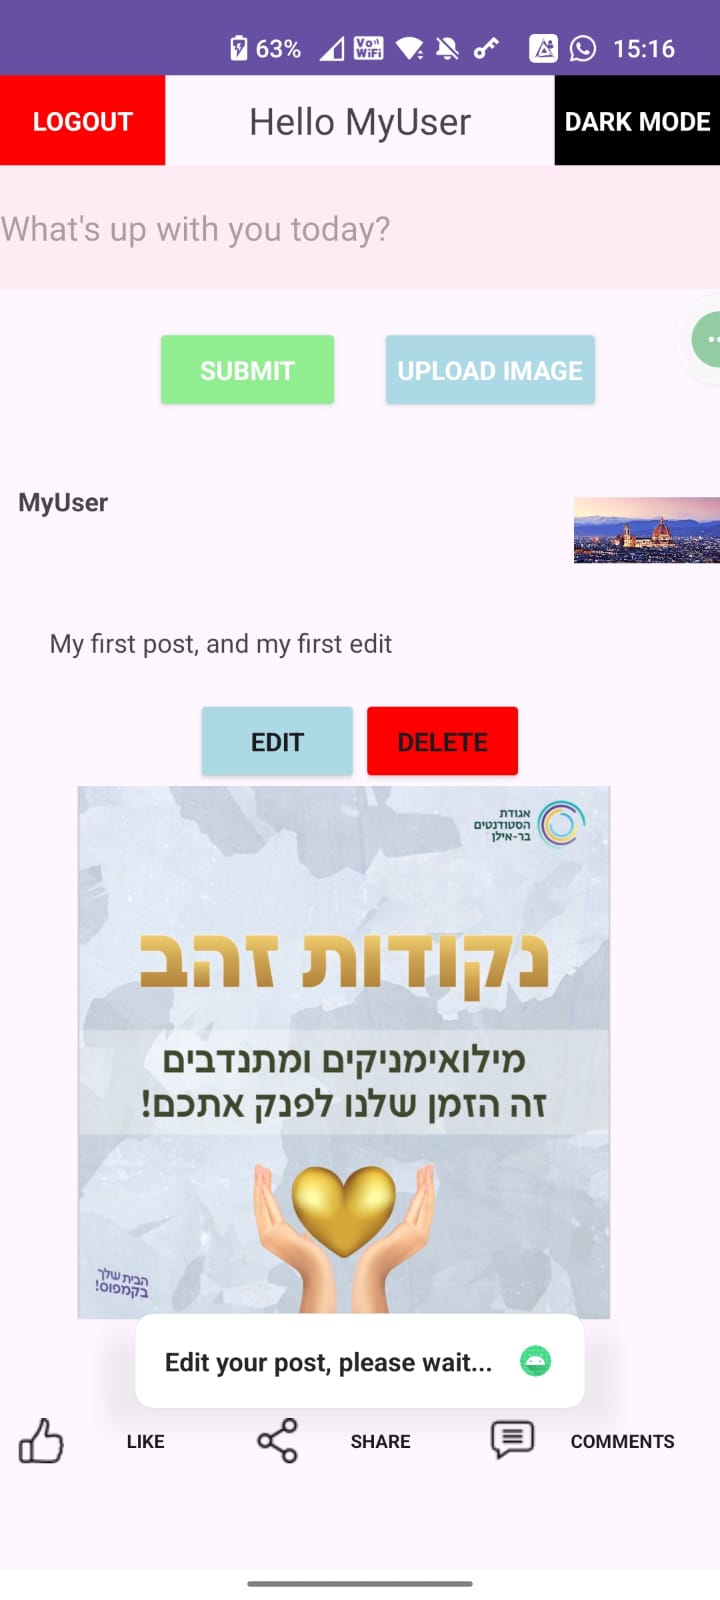 63%
Vo))
WiFi
15:16
LOGOUT
Hello MyUser
DARK MODE
What's up with you today?
SUBMIT
UPLOAD IMAGE
MyUser
My first post, and my first edit
EDIT
DELETE
אגודת
הסטודנטים
בר-אילן
נקודות זהב
מילואימניקים ומתנדבים
זה הזמן שלנו לפנק אתכם!
הבית שלך
בקמפוס!
Edit your post, please wait...
LIKE
SHARE
COMMENTS